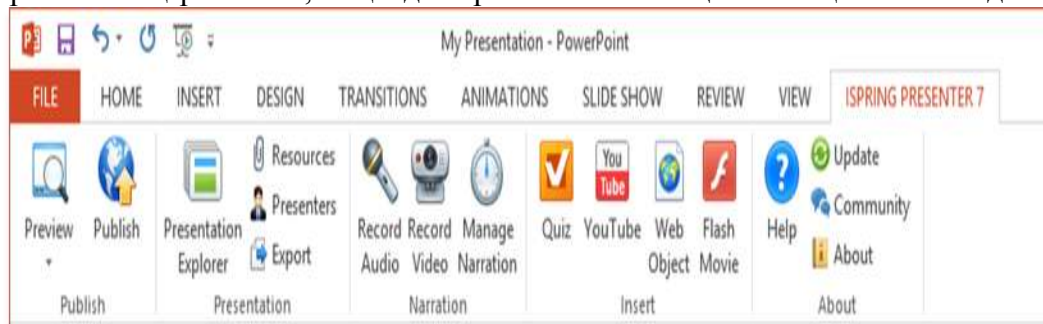 My Presentation - PowerPoint
FILE HOME INSERT DESIGN TRANSITIONS ANIMATIONS SLIDE SHOW REVIEW VIEW ISPRING PRESENTER 7
Preview
Publish
Publish
Presentation
Explorer
Resources
Presenters
Export
Presentation
Record
Audio
Record
Video
Manage
Narration
Narration
Quiz
You
Tube
YouTube
Web
Object
Flash
Movie
Insert
Help
Update
Community
About
About